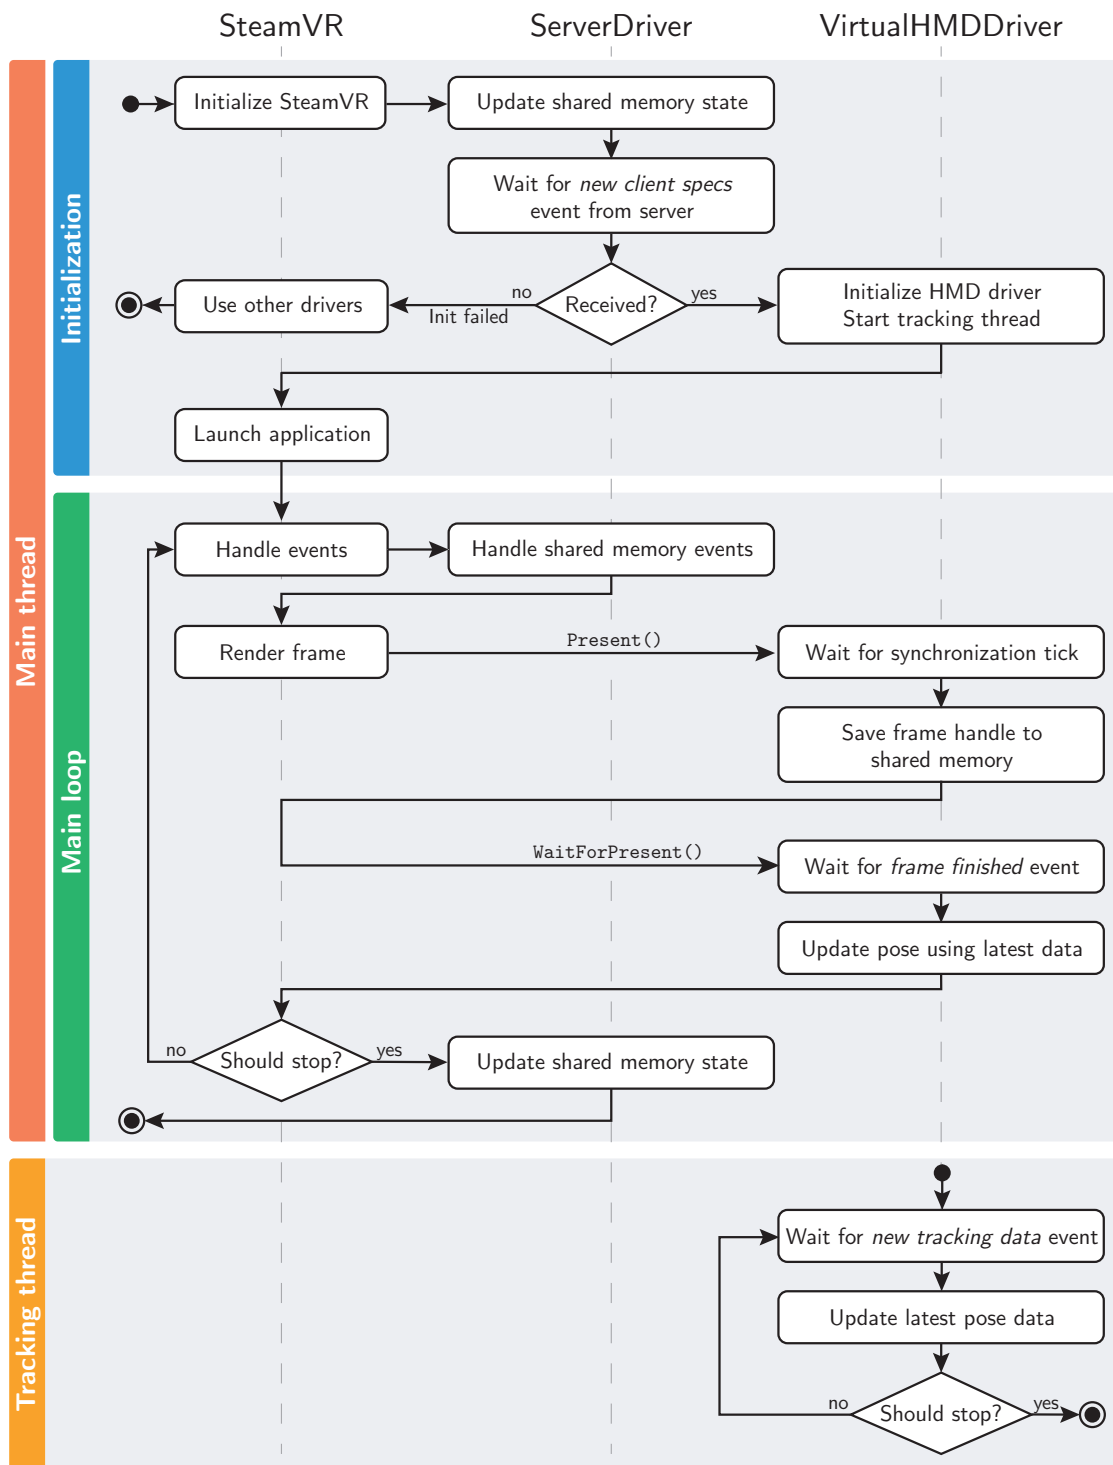 SteamVR
ServerDriver
VirtualHMDDriver
Main thread
Initialization
Initialize SteamVR
Update shared memory state
Wait for new client specs
event from server
Received?
no
Init failed
yes
Use other drivers
Initialize HMD driver
Start tracking thread
Launch application
Main loop
Handle events
Handle shared memory events
Render frame
Present()
Wait for synchronization tick
Save frame handle to
shared memory
WaitForPresent()
Wait for frame finished event
Update pose using latest data
no
Should stop?
yes
Update shared memory state
Tracking thread
Wait for new tracking data event
Update latest pose data
no
Should stop?
yes